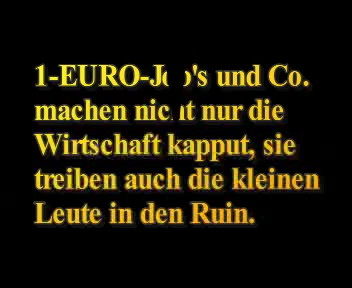 1-EURO-Job's und Co.
machen nicht nur die
Wirtschaft kapput, sie
treiben auch die kleinen
Leute in den Ruin.